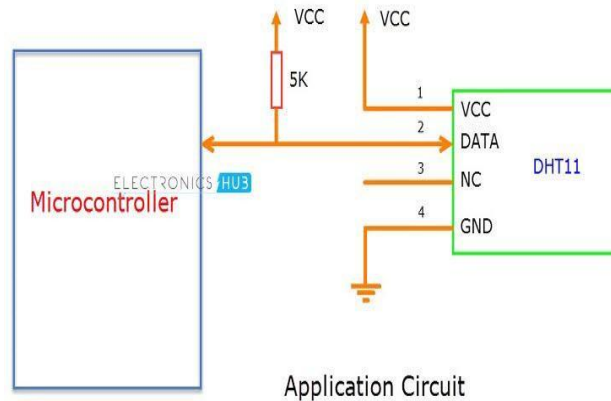 VCC
VCC
5K
1
VCC
2
DATA
3
NC
DHT11
4
GND
ELECTRONICS HUB
Microcontroller
Application Circuit